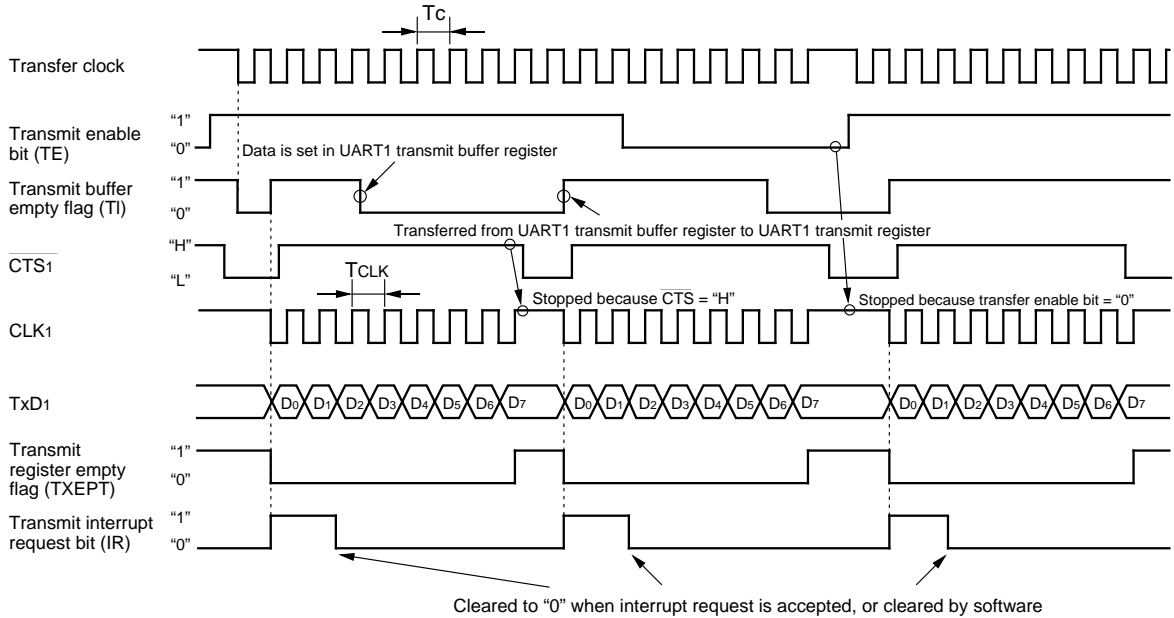 Tc
Transfer clock
Transmit enable
bit (TE)
“1”
“0”
Data is set in UART1 transmit buffer register
Transmit buffer
empty flag (TI)
“1”
“0”
Transferred from UART1 transmit buffer register to UART1 transmit register
CTS1
“H”
“L”
TCLK
Stopped because CTS = “H”
Stopped because transfer enable bit = “0”
CLK1
TxD1
D0 D1 D2 D3 D4 D5 D6 D7 D0 D1 D2 D3 D4 D5 D6 D7 D0 D1 D2 D3 D4 D5 D6 D7
Transmit
register empty
flag (TXEPT)
“1”
“0”
Transmit interrupt
request bit (IR)
“1”
“0”
Cleared to “0” when interrupt request is accepted, or cleared by software